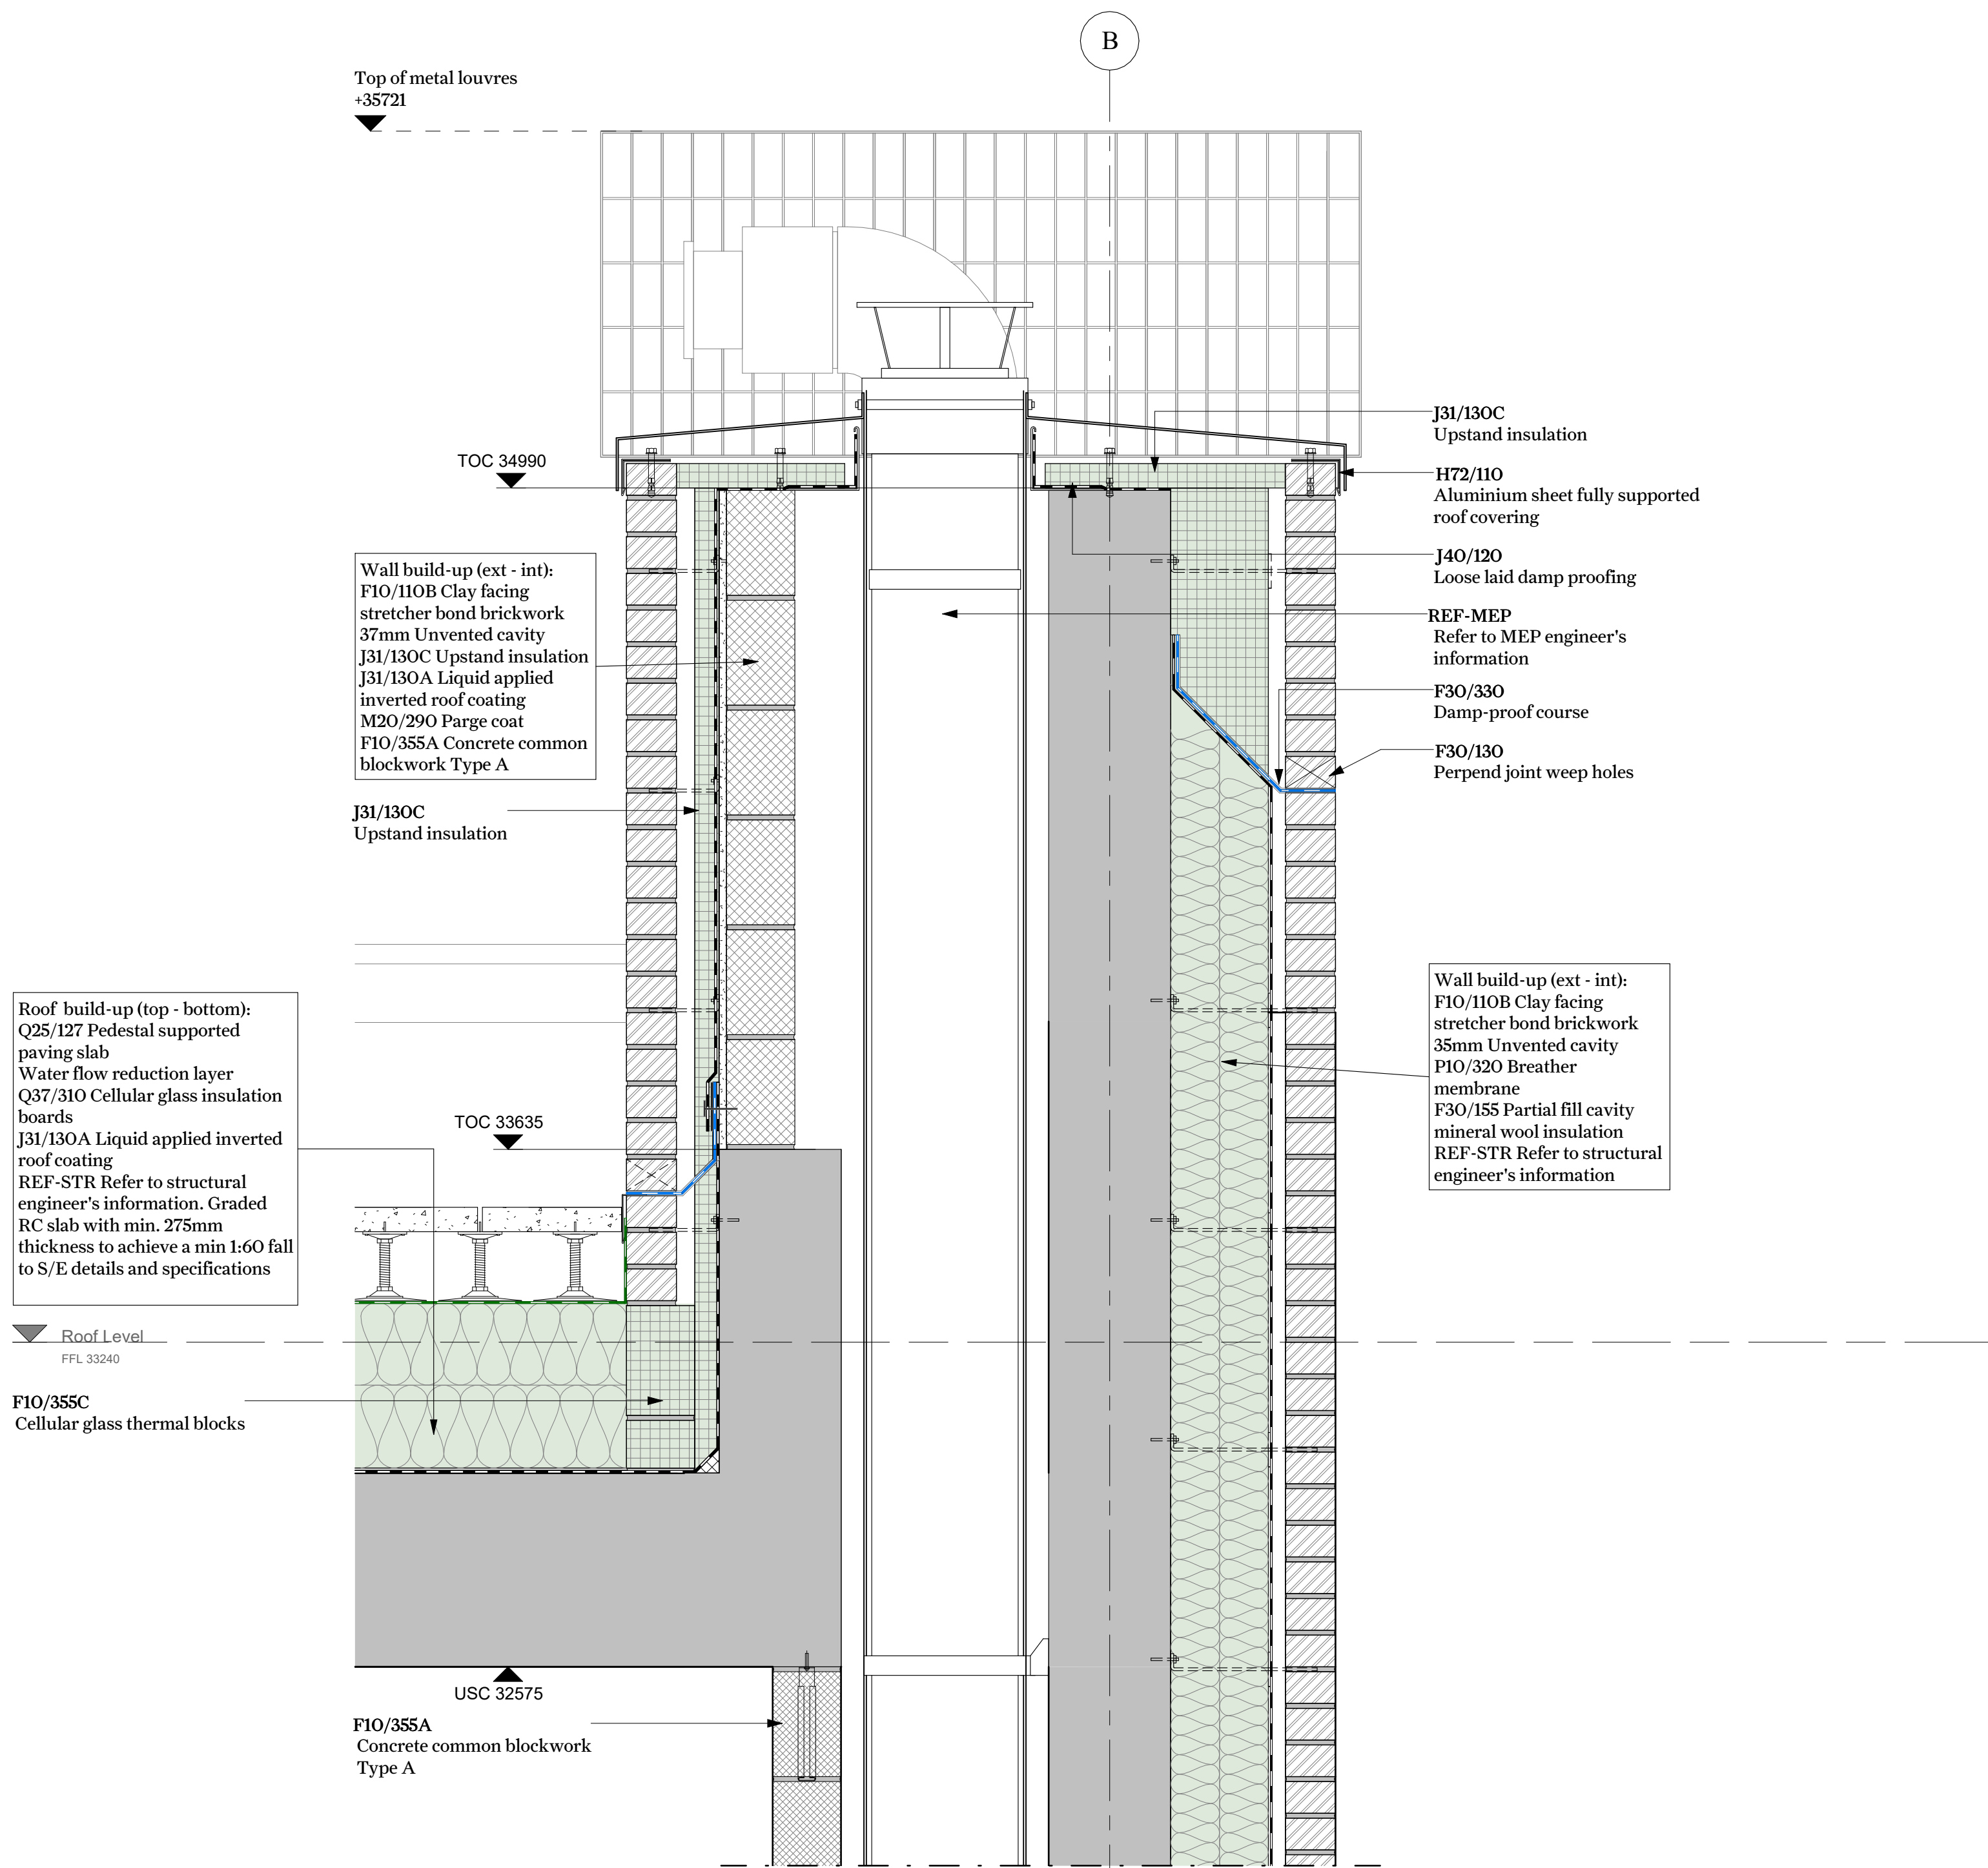 B
Top of metal louvres
+35721
TOC 34990
J31/130C
Upstand insulation
H72/110
Aluminium sheet fully supported
roof covering
J40/120
Loose laid damp proofing
REF-MEP
Refer to MEP engineer's
information
F30/330
Damp-proof course
F30/130
Perpend joint weep holes
Wall build-up (ext - int):
F10/110B Clay facing
stretcher bond brickwork
37mm Unvented cavity
J31/130C Upstand insulation
J31/130A Liquid applied
inverted roof coating
M20/290 Parge coat
F10/355A Concrete common
blockwork Type A
J31/130C
Upstand insulation
Roof build-up (top - bottom):
Q25/127 Pedestal supported
paving slab
Water flow reduction layer
Q37/310 Cellular glass insulation
boards
J31/130A Liquid applied inverted
roof coating
REF-STR Refer to structural
engineer's information. Graded
RC slab with min. 275mm
thickness to achieve a min 1:60 fall
to S/E details and specifications
TOC 33635
Wall build-up (ext - int):
F10/110B Clay facing
stretcher bond brickwork
35mm Unvented cavity
P10/320 Breather
membrane
F30/155 Partial fill cavity
mineral wool insulation
REF-STR Refer to structural
engineer's information
Roof Level
FFL 33240
F10/355C
Cellular glass thermal blocks
USC 32575
F10/355A
Concrete common blockwork
Type A